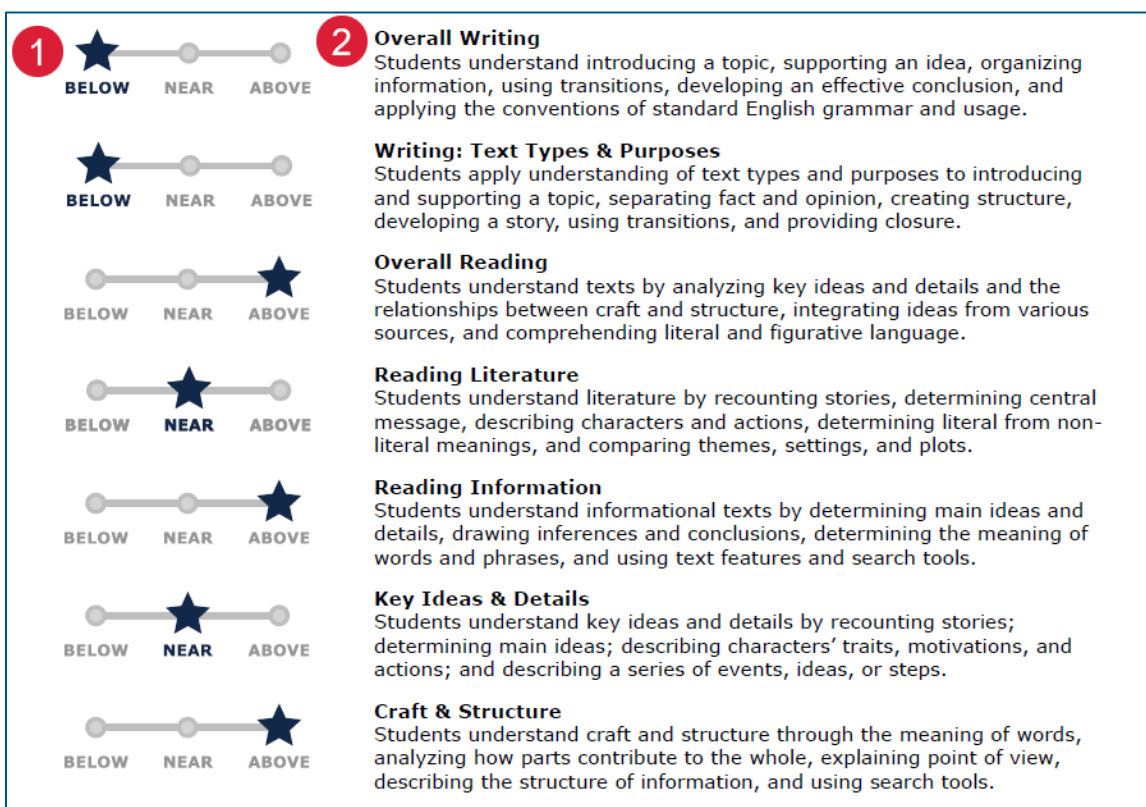 1
2
Overall Writing
Students understand introducing a topic, supporting an idea, organizing
information, using transitions, developing an effective conclusion, and
applying the conventions of standard English grammar and usage.
BELOW NEAR ABOVE
Writing: Text Types & Purposes
Students apply understanding of text types and purposes to introducing
and supporting a topic, separating fact and opinion, creating structure,
developing a story, using transitions, and providing closure.
BELOW NEAR ABOVE
Overall Reading
Students understand texts by analyzing key ideas and details and the
relationships between craft and structure, integrating ideas from various
sources, and comprehending literal and figurative language.
BELOW NEAR ABOVE
Reading Literature
Students understand literature by recounting stories, determining central
message, describing characters and actions, determining literal from non-
literal meanings, and comparing themes, settings, and plots.
BELOW NEAR ABOVE
Reading Information
Students understand informational texts by determining main ideas and
details, drawing inferences and conclusions, determining the meaning of
words and phrases, and using text features and search tools.
BELOW NEAR ABOVE
Key Ideas & Details
Students understand key ideas and details by recounting stories;
determining main ideas; describing characters’ traits, motivations, and
actions; and describing a series of events, ideas, or steps.
BELOW NEAR ABOVE
Craft & Structure
Students understand craft and structure through the meaning of words,
analyzing how parts contribute to the whole, explaining point of view,
describing the structure of information, and using search tools.
BELOW NEAR ABOVE